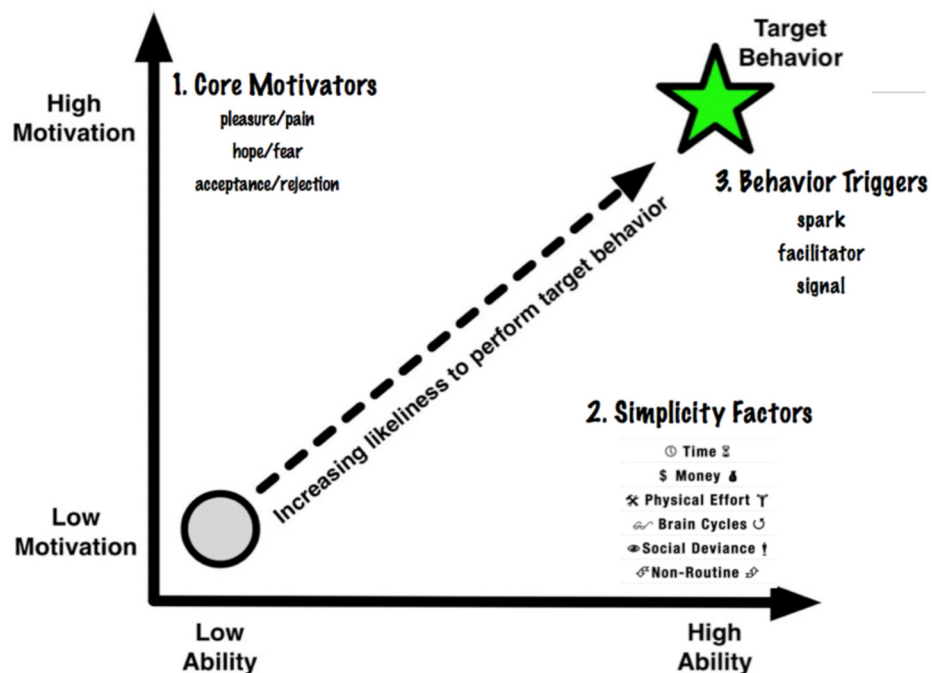 Target
Behavior
1. Core Motivators
pleasure/pain
hope/fear
acceptance/rejection
High
Motivation
3. Behavior Triggers
spark
facilitator
signal
Increasing likeliness to perform target behavior
2. Simplicity Factors
Time
$ Money
Physical Effort
Brain Cycles
Social Deviance
Non-Routine
Low
Motivation
Low
Ability
High
Ability